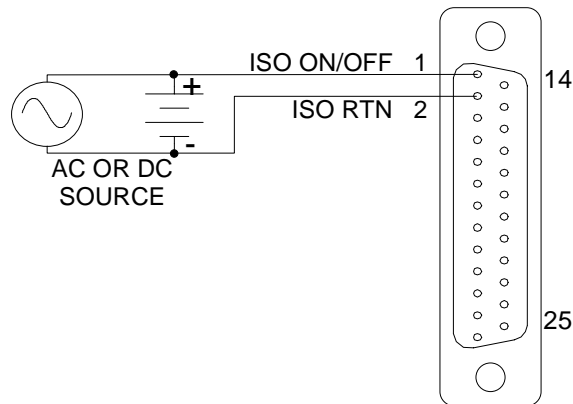 ISO ON/OFF 1
14
ISO RTN 2
+
-
AC OR DC
SOURCE
25